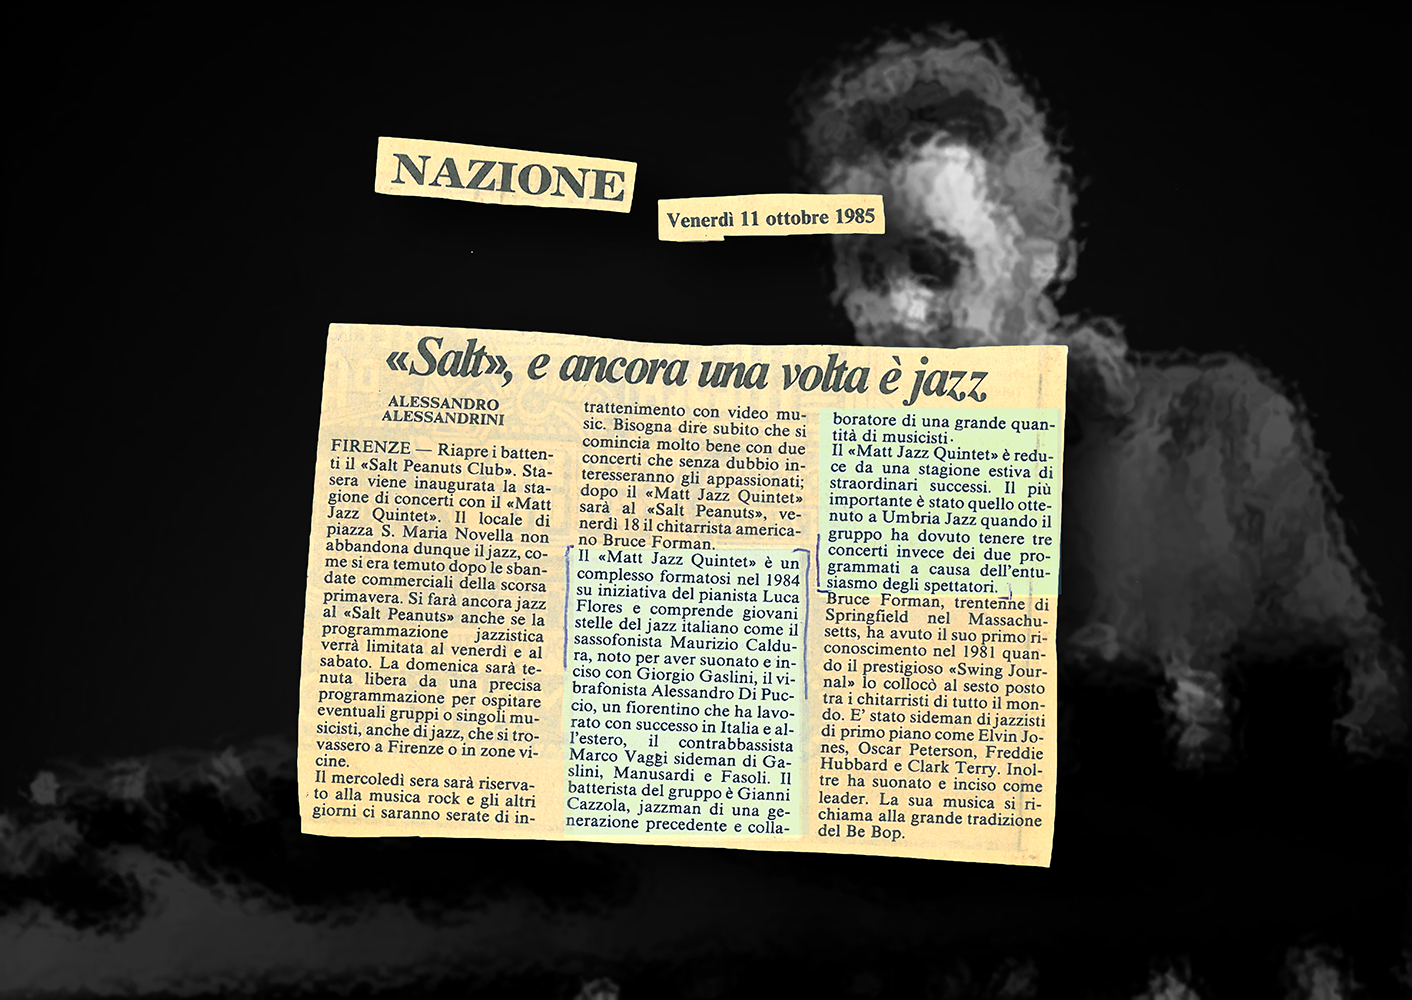 NAZIONE
Venerdì 11 ottobre 1985
«Salt», e ancora una volta è jazz
ALESSANDRO
ALESSANDRINI
FIRENZE — Riapre i batten-
ti il «Salt Peanuts Club». Sta-
sera viene inaugurata la sta-
gione di concerti con il «Matt
Jazz Quintet». Il locale di
piazza S. Maria Novella non
abbandona dunque il jazz, co-
me si era temuto dopo le sban-
date commerciali della scorsa
primavera. Si farà ancora jazz
al «Salt Peanuts» anche se la
programmazione jazzistica
verrà limitata al venerdì e al
sabato. La domenica sarà te-
nuta libera da una precisa
programmazione per ospitare
eventuali gruppi o singoli mu-
sicisti, anche di jazz, che si tro-
vassero a Firenze o in zone vi-
cine.
Il mercoledì sera sarà riserva-
to alla musica rock e gli altri
giorni ci saranno serate di in-
trattenimento con video mu-
sic. Bisogna dire subito che si
comincia molto bene con due
concerti che senza dubbio in-
teresseranno gli appassionati;
dopo il «Matt Jazz Quintet»
sarà al «Salt Peanuts», ve-
nerdì 18 il chitarrista america-
no Bruce Forman.
Il «Matt Jazz Quintet» è un
complesso formatosi nel 1984
su iniziativa del pianista Luca
Flores e comprende giovani
stelle del jazz italiano come il
sassofonista Maurizio Caldu-
ra, noto per aver suonato e in-
ciso con Giorgio Gaslini, il vi-
brafonista Alessandro Di Puc-
cio, un fiorentino che ha lavo-
rato con successo in Italia e al-
l'estero, il contrabbassista
Marco Vaggi sideman di Ga-
slini, Manusardi e Fasoli. Il
batterista del gruppo è Gianni
Cazzola, jazzman di una ge-
nerazione precedente e colla-
boratore di una grande quan-
tità di musicisti.
Il «Matt Jazz Quintet» è redu-
ce da una stagione estiva di
straordinari successi. Il più
importante è stato quello otte-
nuto a Umbria Jazz quando il
gruppo ha dovuto tenere tre
concerti invece dei due pro-
grammati a causa dell'entu-
siasmo degli spettatori.
Bruce Forman, trentenne di
Springfield nel Massachu-
setts, ha avuto il suo primo ri-
conoscimento nel 1981 quan-
do il prestigioso «Swing Jour-
nal» lo collocò al sesto posto
tra i chitarristi di tutto il mon-
do. E' stato sideman di jazzisti
di primo piano come Elvin Jo-
nes, Oscar Peterson, Freddie
Hubbard e Clark Terry. Inol-
tre ha suonato e inciso come
leader. La sua musica si ri-
chiama alla grande tradizione
del Be Bop.